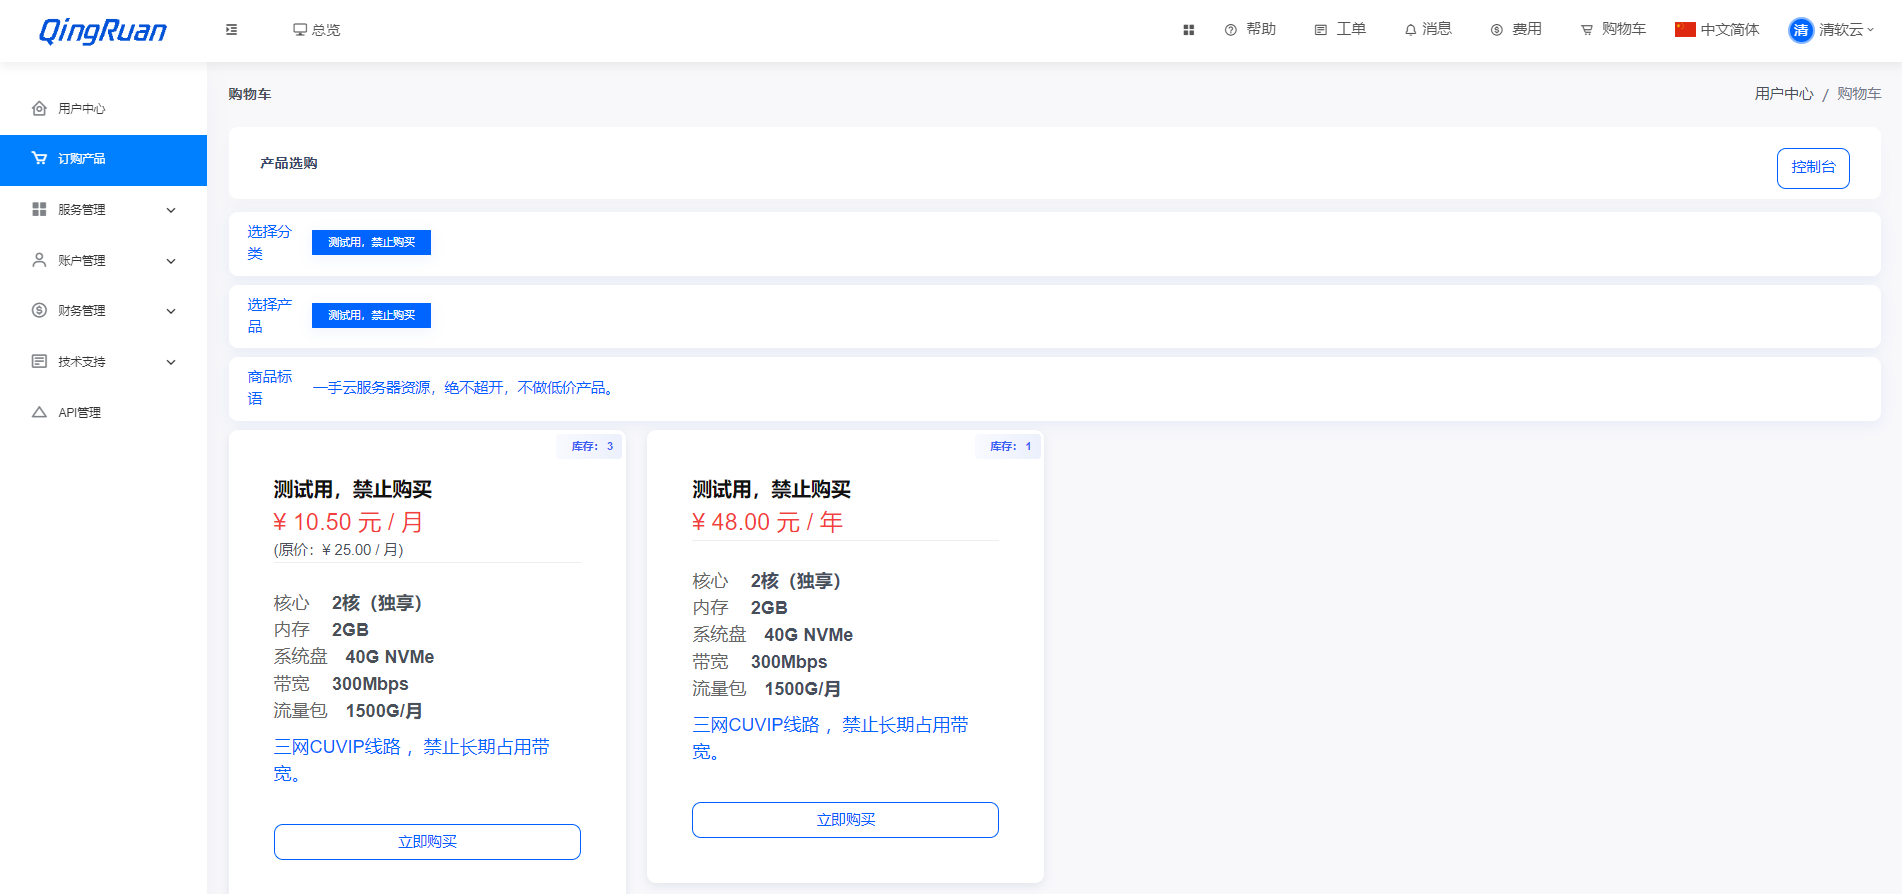 QingRuan
总览
帮助
工单
消息
费用
购物车
中文简体
清
清软云
用户中心
订购产品
服务管理
账户管理
财务管理
技术支持
API管理
购物车
用户中心 / 购物车
产品选购
控制台
选择分
类
测试用，禁止购买
选择产
品
测试用，禁止购买
商品标
语
一手云服务器资源，绝不超开，不做低价产品。
库存： 3
测试用，禁止购买
¥ 10.50 元 / 月
(原价：¥ 25.00 / 月)
核心 2核（独享）
内存 2GB
系统盘 40G NVMe
带宽 300Mbps
流量包 1500G/月
三网CUVIP线路 ，禁止长期占用带
宽。
立即购买
库存： 1
测试用，禁止购买
¥ 48.00 元 / 年
核心 2核（独享）
内存 2GB
系统盘 40G NVMe
带宽 300Mbps
流量包 1500G/月
三网CUVIP线路 ，禁止长期占用带
宽。
立即购买